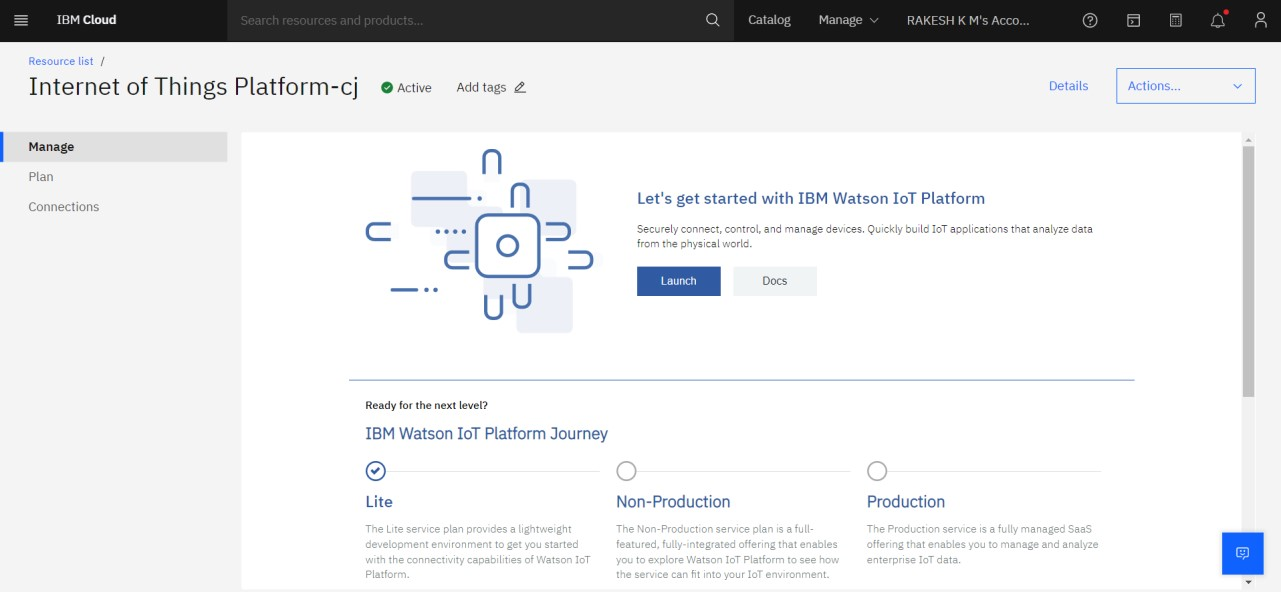 IBM Cloud
Search resources and products...
Catalog
Manage
RAKESH K M's Acco...
Resource list /
Internet of Things Platform-cj
Active
Add tags
Details
Actions...
Manage
Plan
Connections
Let's get started with IBM Watson IoT Platform
Securely connect, control, and manage devices. Quickly build IoT applications that analyze data
from the physical world.
Launch
Docs
Ready for the next level?
IBM Watson IoT Platform Journey
Lite
The Lite service plan provides a lightweight
development environment to get you started
with the connectivity capabilities of Watson IoT
Platform.
Non-Production
The Non-Production service plan is a full-
featured, fully-integrated offering that enables
you to explore Watson IoT Platform to see how
the service can fit into your IoT environment.
Production
The Production service is a fully managed SaaS
offering that enables you to manage and analyze
enterprise IoT data.